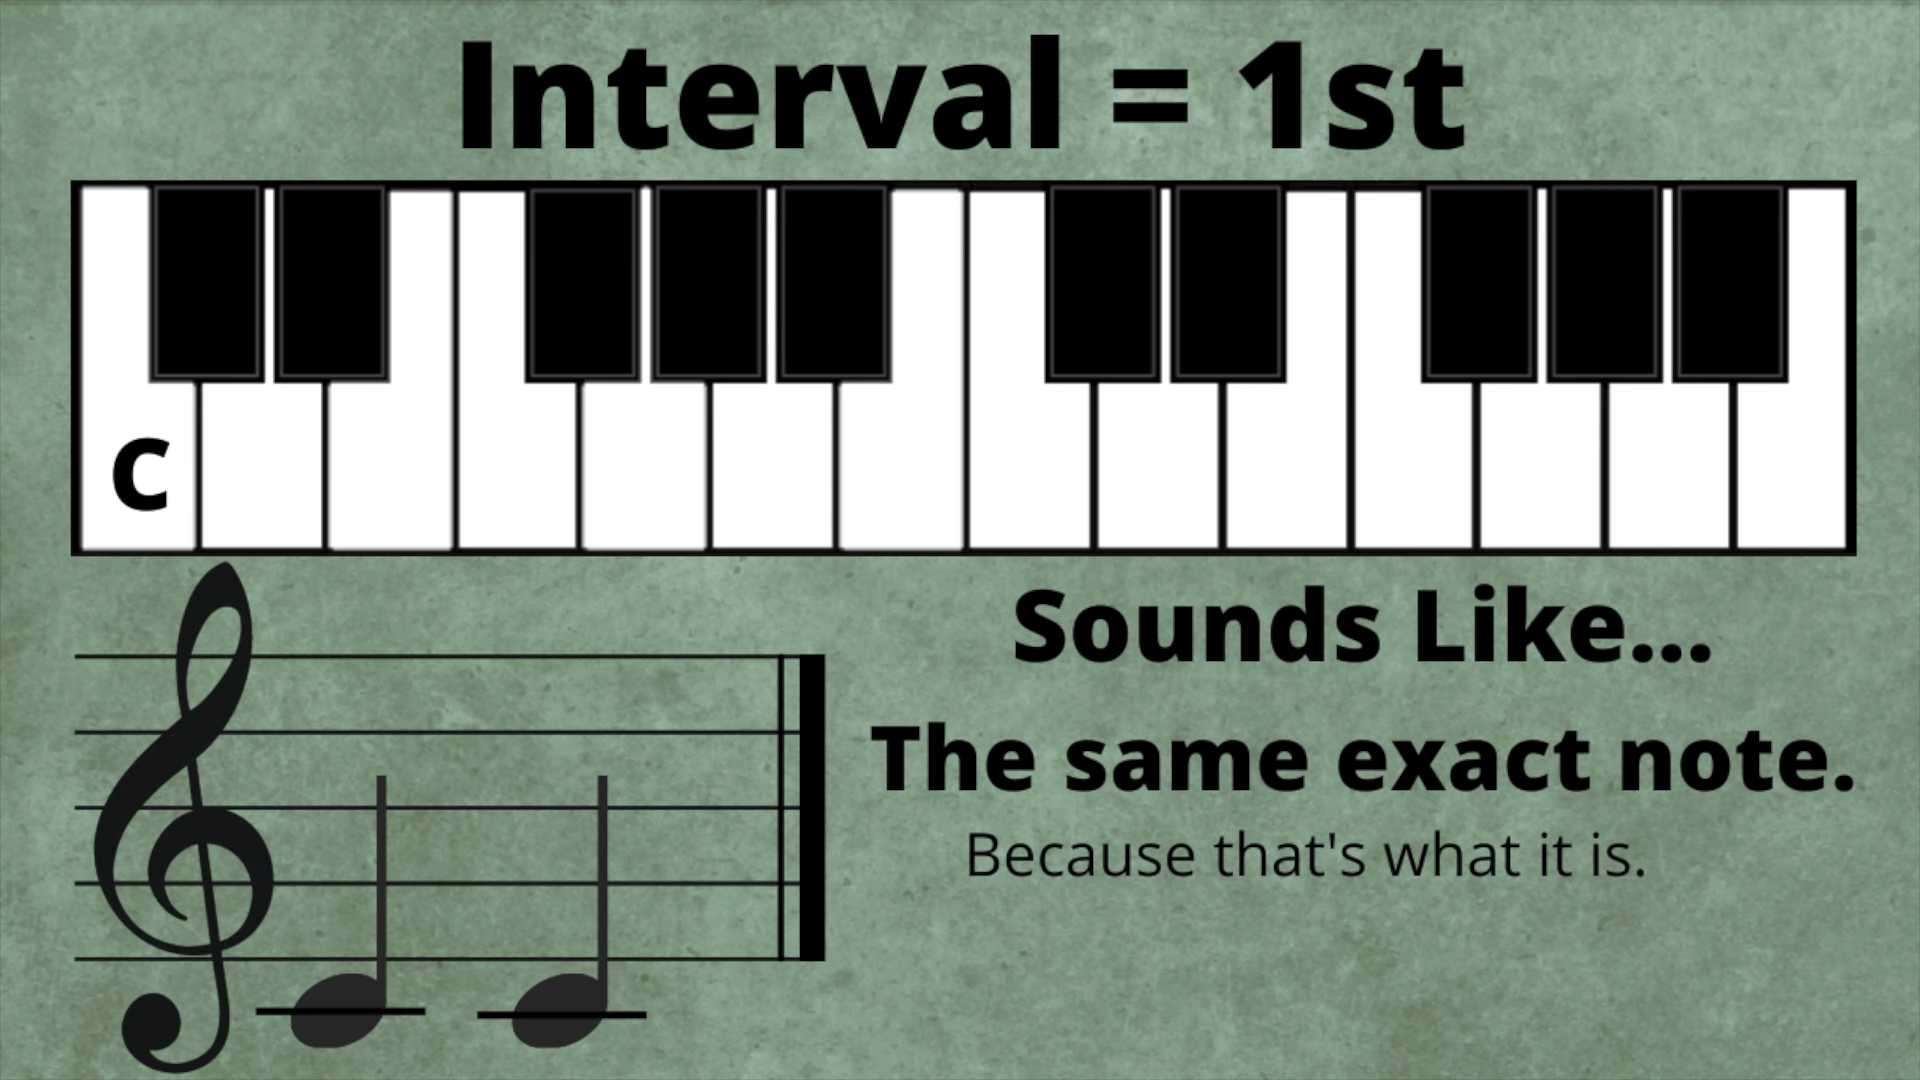 Interval = 1st
C
Sounds Like...
The same exact note.
Because that's what it is.